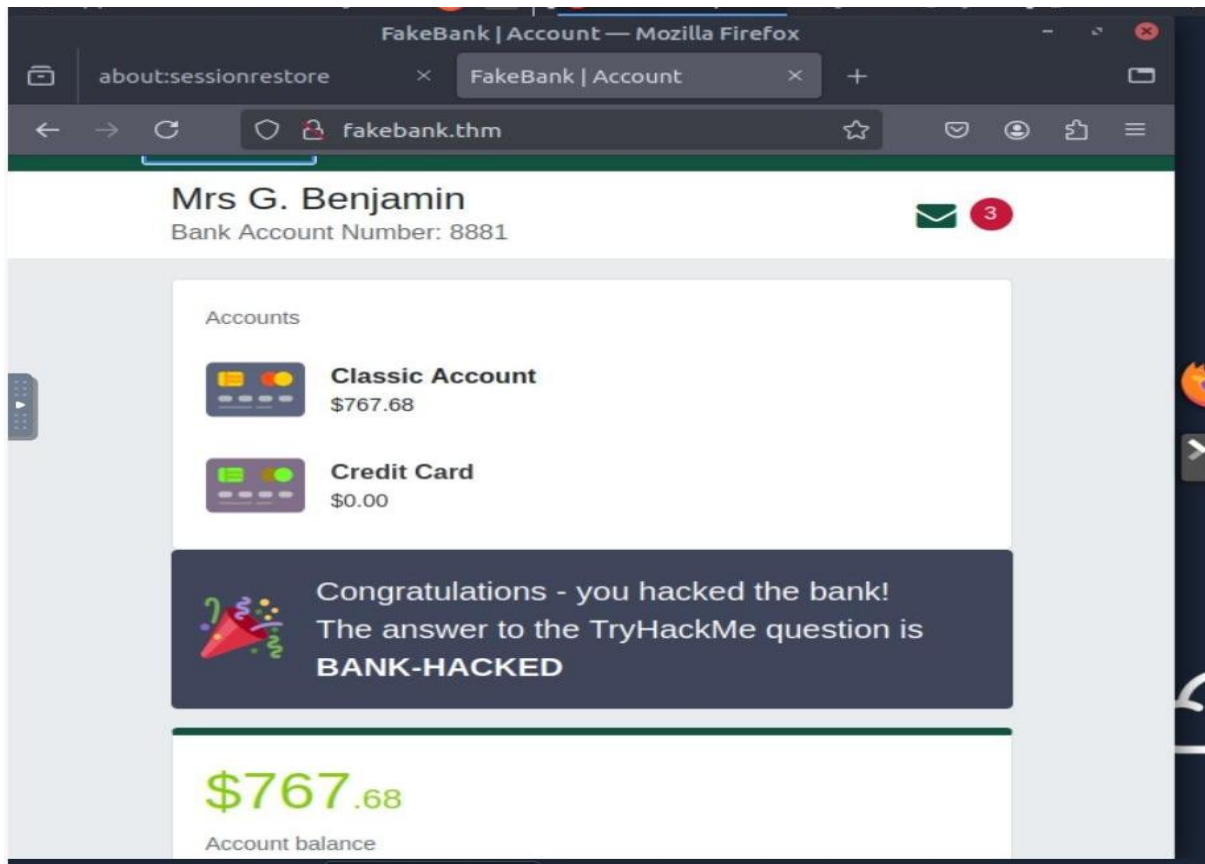 FakeBank | Account — Mozilla Firefox
about:sessionrestore
FakeBank | Account
fakebank.thm
Mrs G. Benjamin
3
Bank Account Number: 8881
Accounts
Classic Account
$767.68
Credit Card
$0.00
Congratulations - you hacked the bank!
The answer to the TryHackMe question is
BANK-HACKED
$767.68
Account balance